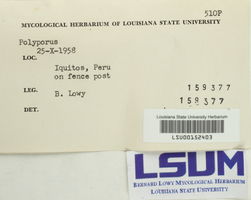 510P
MYCOLOGICAL HERBARIUM OF LOUISIANA STATE UNIVERSITY
Polyporus
25-X-1958
LOC.
Iquitos, Peru
on fence post
LEG. B. Lowy
159377
159377
DET.
Louisiana State University Herbarium
LSU00152403
LSUM
BERNARD LOWY MYCOLOGICAL HERBARIUM
LOUISIANA STATE UNIVERSITY